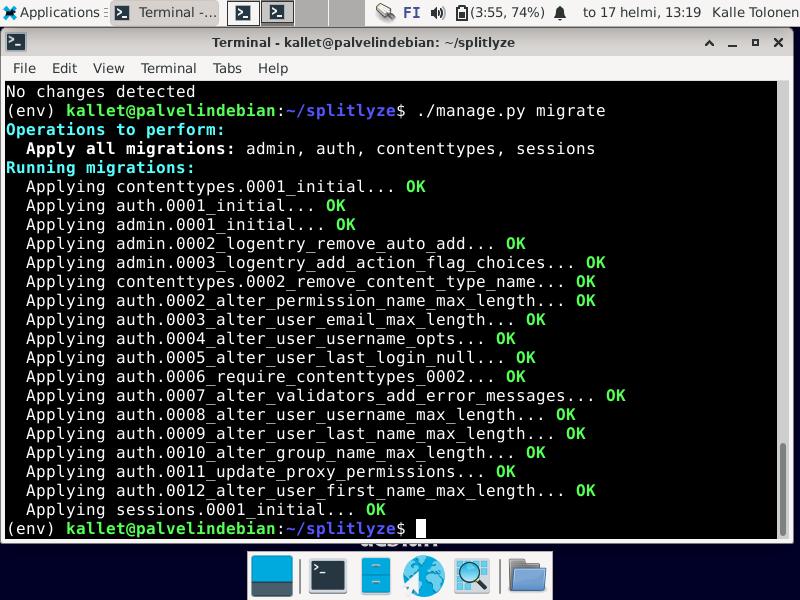 Applications
Terminal -...
FI
(3:55, 74%)
to 17 helmi, 13:19
Kalle Tolonen
Terminal - kallet@palvelindebian: ~/splitlyze
File Edit View Terminal Tabs Help
No changes detected
(env) kallet@palvelindebian:~/splitlyze$ ./manage.py migrate
Operations to perform:
  Apply all migrations: admin, auth, contenttypes, sessions
Running migrations:
  Applying contenttypes.0001_initial... OK
  Applying auth.0001_initial... OK
  Applying admin.0001_initial... OK
  Applying admin.0002_logentry_remove_auto_add... OK
  Applying admin.0003_logentry_add_action_flag_choices... OK
  Applying contenttypes.0002_remove_content_type_name... OK
  Applying auth.0002_alter_permission_name_max_length... OK
  Applying auth.0003_alter_user_email_max_length... OK
  Applying auth.0004_alter_user_username_opts... OK
  Applying auth.0005_alter_user_last_login_null... OK
  Applying auth.0006_require_contenttypes_0002... OK
  Applying auth.0007_alter_validators_add_error_messages... OK
  Applying auth.0008_alter_user_username_max_length... OK
  Applying auth.0009_alter_user_last_name_max_length... OK
  Applying auth.0010_alter_group_name_max_length... OK
  Applying auth.0011_update_proxy_permissions... OK
  Applying auth.0012_alter_user_first_name_max_length... OK
  Applying sessions.0001_initial... OK
(env) kallet@palvelindebian:~/splitlyze$